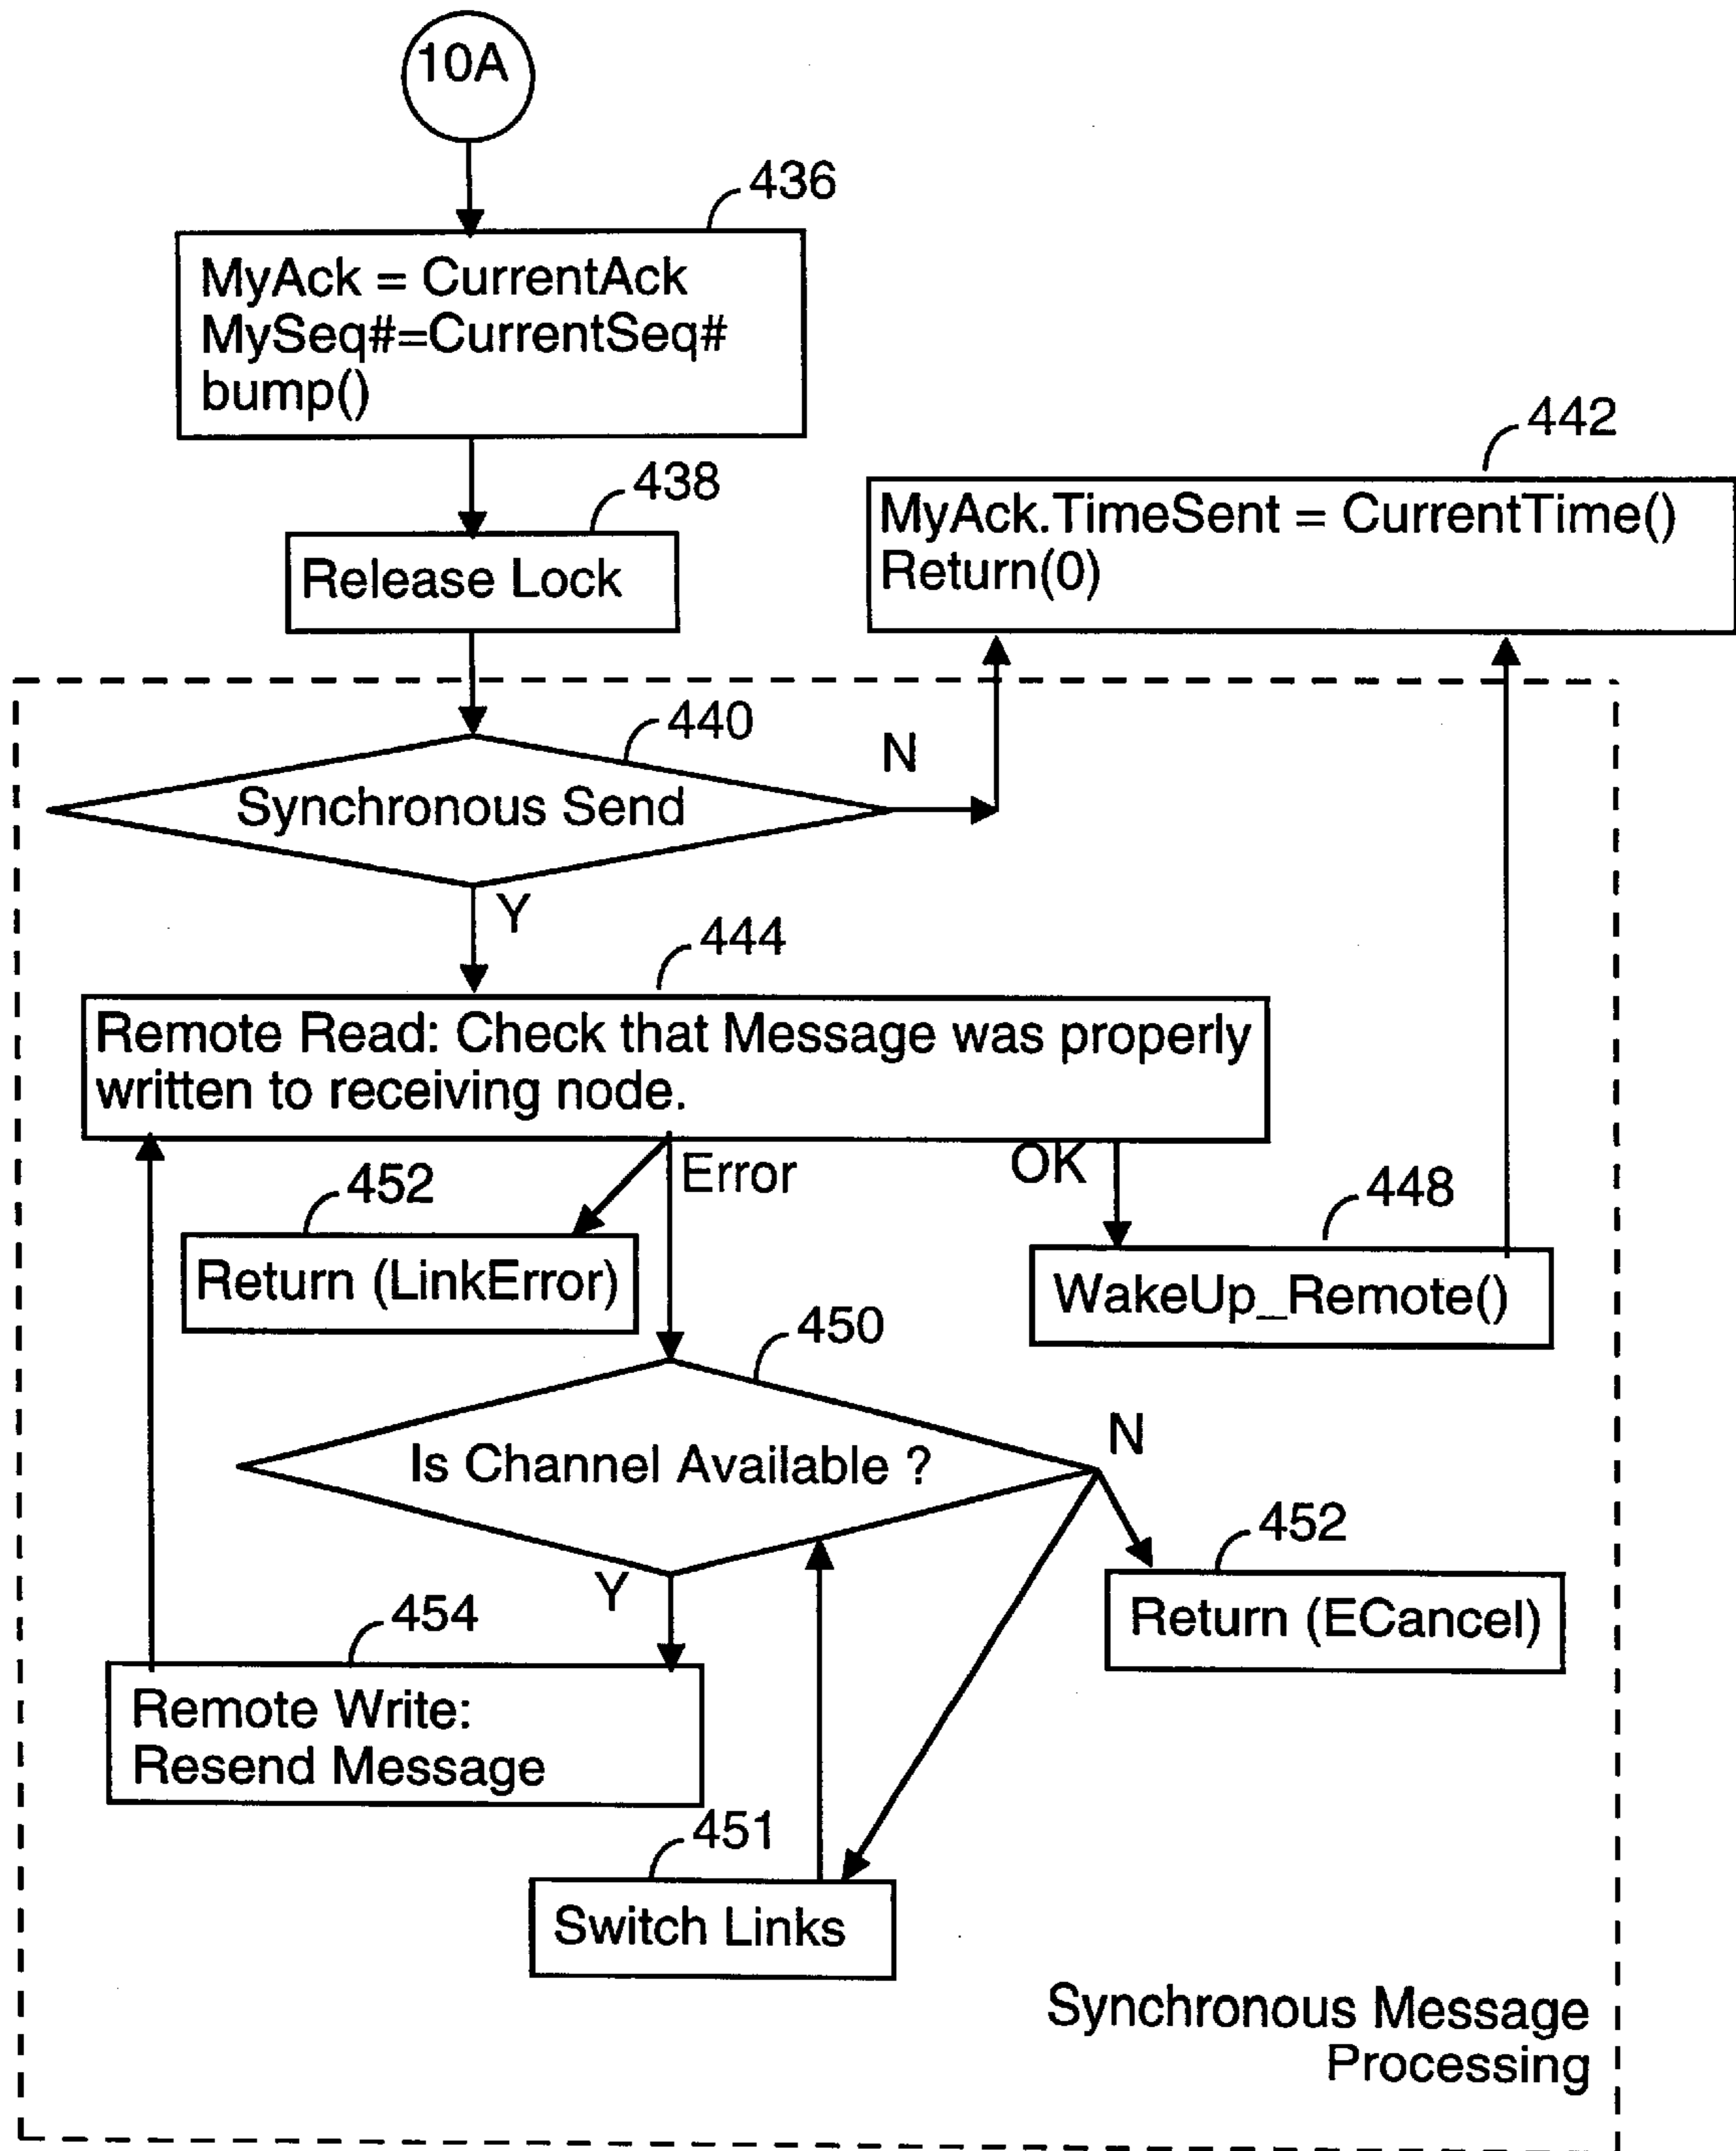 10A
436
MyAck = CurrentAck
MySeq#=CurrentSeq#
bump()
442
438
MyAck.TimeSent = CurrentTime()
Return(0)
Release Lock
440
N
Synchronous Send
Y
444
Remote Read: Check that Message was properly
written to receiving node.
Error
OK
452
448
Return (LinkError)
WakeUp_Remote()
450
N
Is Channel Available ?
452
Y
454
Return (ECancel)
Remote Write:
Resend Message
451
Switch Links
Synchronous Message
Processing